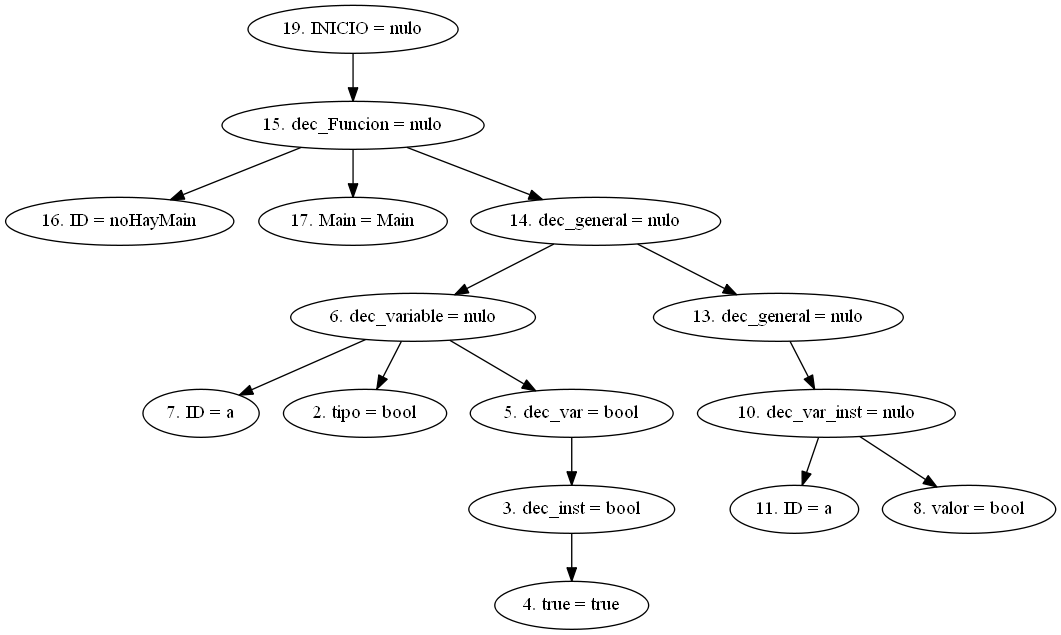 19. INICIO = nulo
15. dec_Funcion = nulo
16. ID = noHayMain
17. Main = Main
14. dec_general = nulo
6. dec_variable = nulo
13. dec_general = nulo
7. ID = a
2. tipo = bool
5. dec_var = bool
10. dec_var_inst = nulo
3. dec_inst = bool
11. ID = a
8. valor = bool
4. true = true